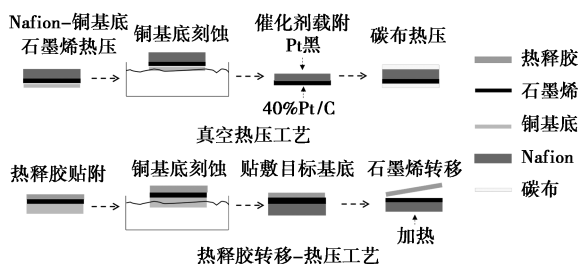 Nafion-铜基底
石墨烯热压
铜基底刻蚀
催化剂载附
Pt黑
40%Pt/C
碳布热压
真空热压工艺
热释胶贴附
铜基底刻蚀
贴敷目标基底
石墨烯转移
加热
热释胶转移-热压工艺
热释胶
石墨烯
铜基底
Nafion
碳布